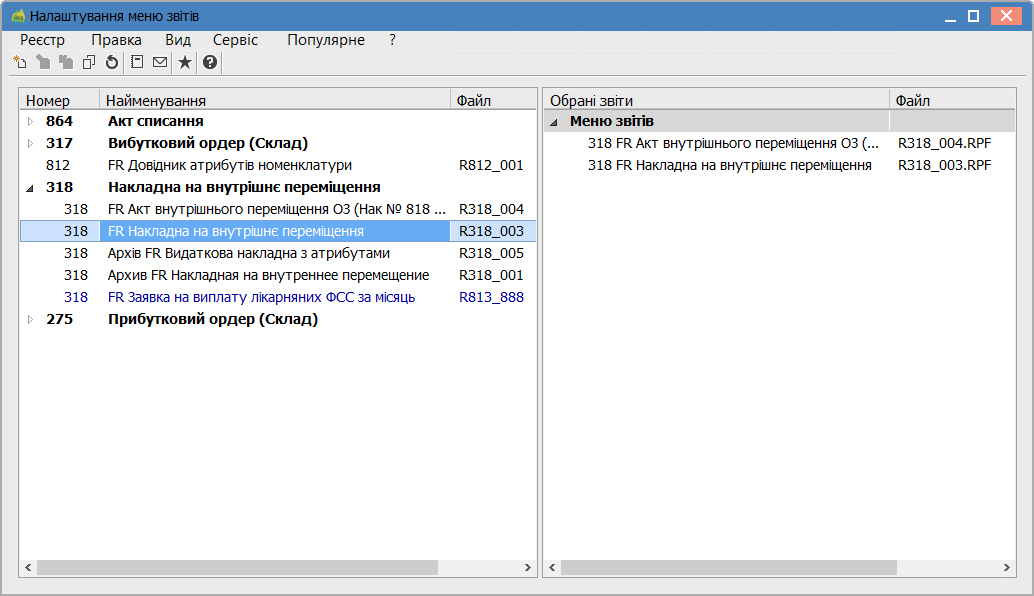 Налаштування меню звітів
Реєстр Правка Вид Сервіс Популярне ?
Номер Найменування Файл
864 Акт списання
317 Вибутковий ордер (Склад)
812 FR Довідник атрибутів номенклатури R812_001
318 Накладна на внутрішнє переміщення
318 FR Акт внутрішнього переміщення ОЗ (Нак № 818 ... R318_004
318 FR Накладна на внутрішнє переміщення R318_003
318 Архів FR Видаткова накладна з атрибутами R318_005
318 Архив FR Накладная на внутреннее перемещение R318_001
318 FR Заявка на виплату лікарняних ФСС за місяць R813_888
275 Прибутковий ордер (Склад)
Обрані звіти Файл
Меню звітів
318 FR Акт внутрішнього переміщення ОЗ (... R318_004.RPF
318 FR Накладна на внутрішнє переміщення R318_003.RPF